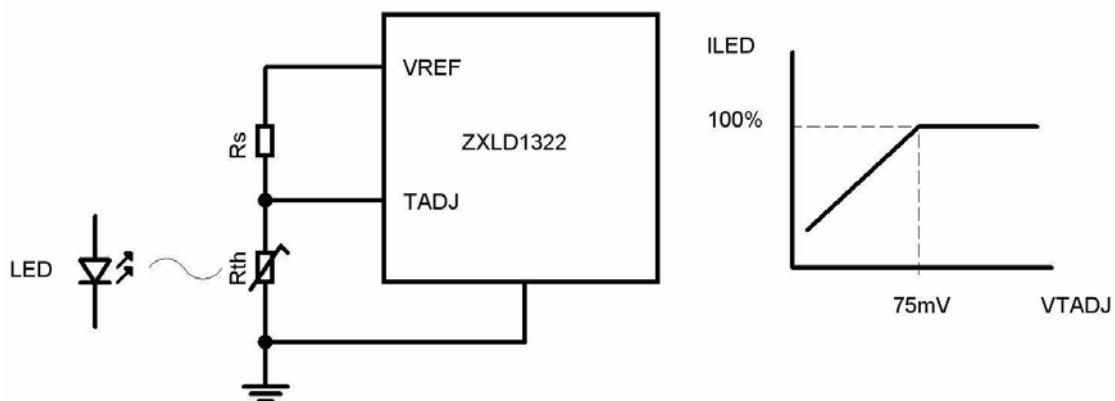 VREF
Rs
ZXLD1322
TADJ
LED
Rth
ILED
100%
75mV
VTADJ